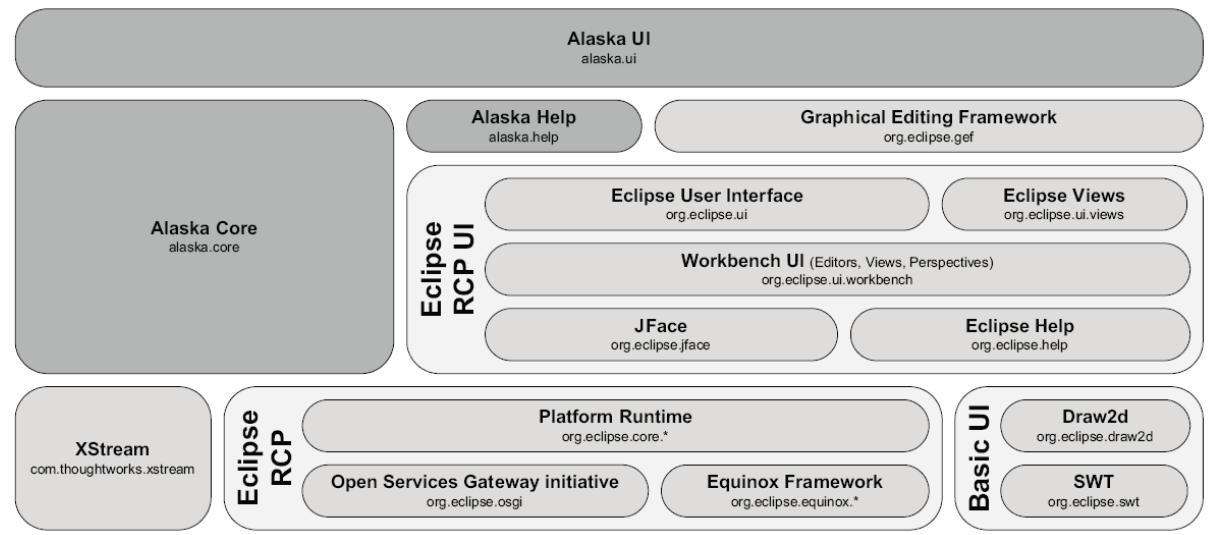 Alaska UI
alaska.ui
Alaska Core
alaska.core
Alaska Help
alaska.help
Graphical Editing Framework
org.eclipse.gef
Eclipse
RCP UI
Eclipse User Interface
org.eclipse.ui
Eclipse Views
org.eclipse.ui.views
Workbench UI (Editors, Views, Perspectives)
org.eclipse.ui.workbench
JFace
org.eclipse.jface
Eclipse Help
org.eclipse.help
XStream
com.thoughtworks.xstream
Eclipse
RCP
Platform Runtime
org.eclipse.core.*
Open Services Gateway initiative
org.eclipse.osgi
Equinox Framework
org.eclipse.equinox.*
Basic UI
Draw2d
org.eclipse.draw2d
SWT
org.eclipse.swt